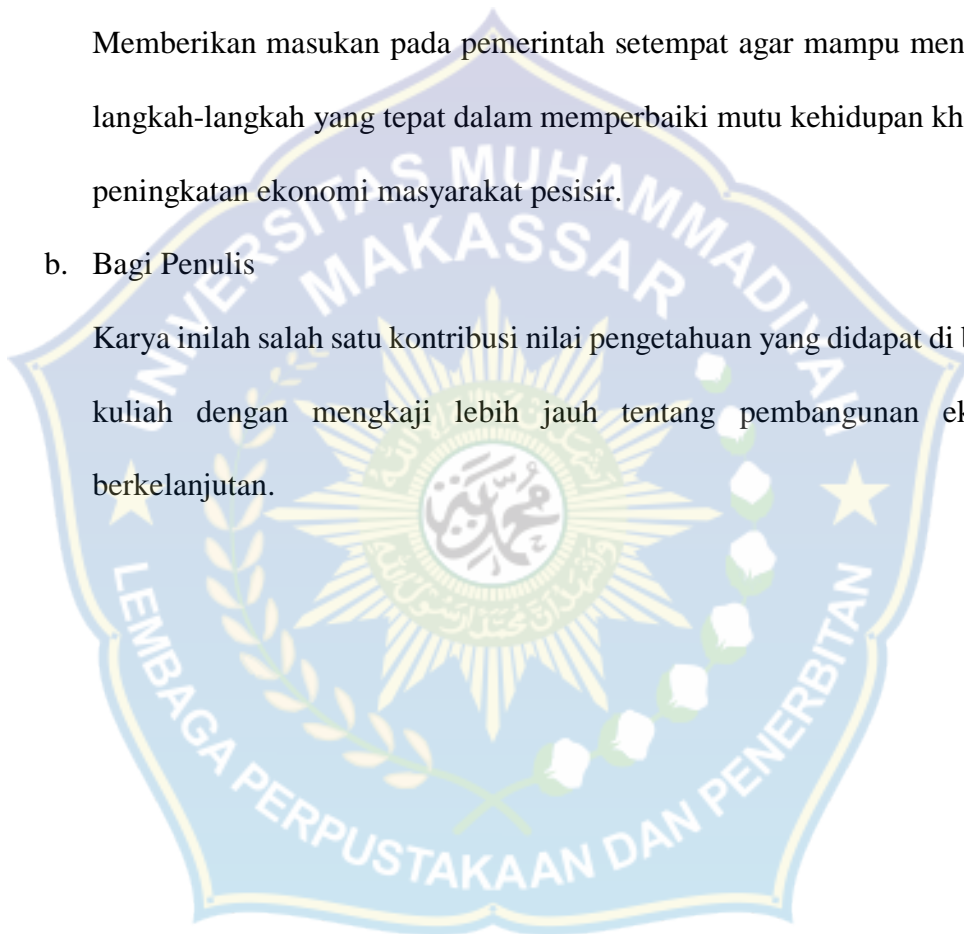 Memberikan masukan pada pemerintah setempat agar mampu men
langkah-langkah yang tepat dalam memperbaiki mutu kehidupan kh
peningkatan ekonomi masyarakat pesisir.
b. Bagi Penulis
Karya inilah salah satu kontribusi nilai pengetahuan yang didapat di b
kuliah dengan mengkaji lebih jauh tentang pembangunan ek
berkelanjutan.
UNIVERSITAS MUHAMMADIYAH
MAKASSAR
LEMBAGA PERPUSTAKAAN DAN PENERBITAN